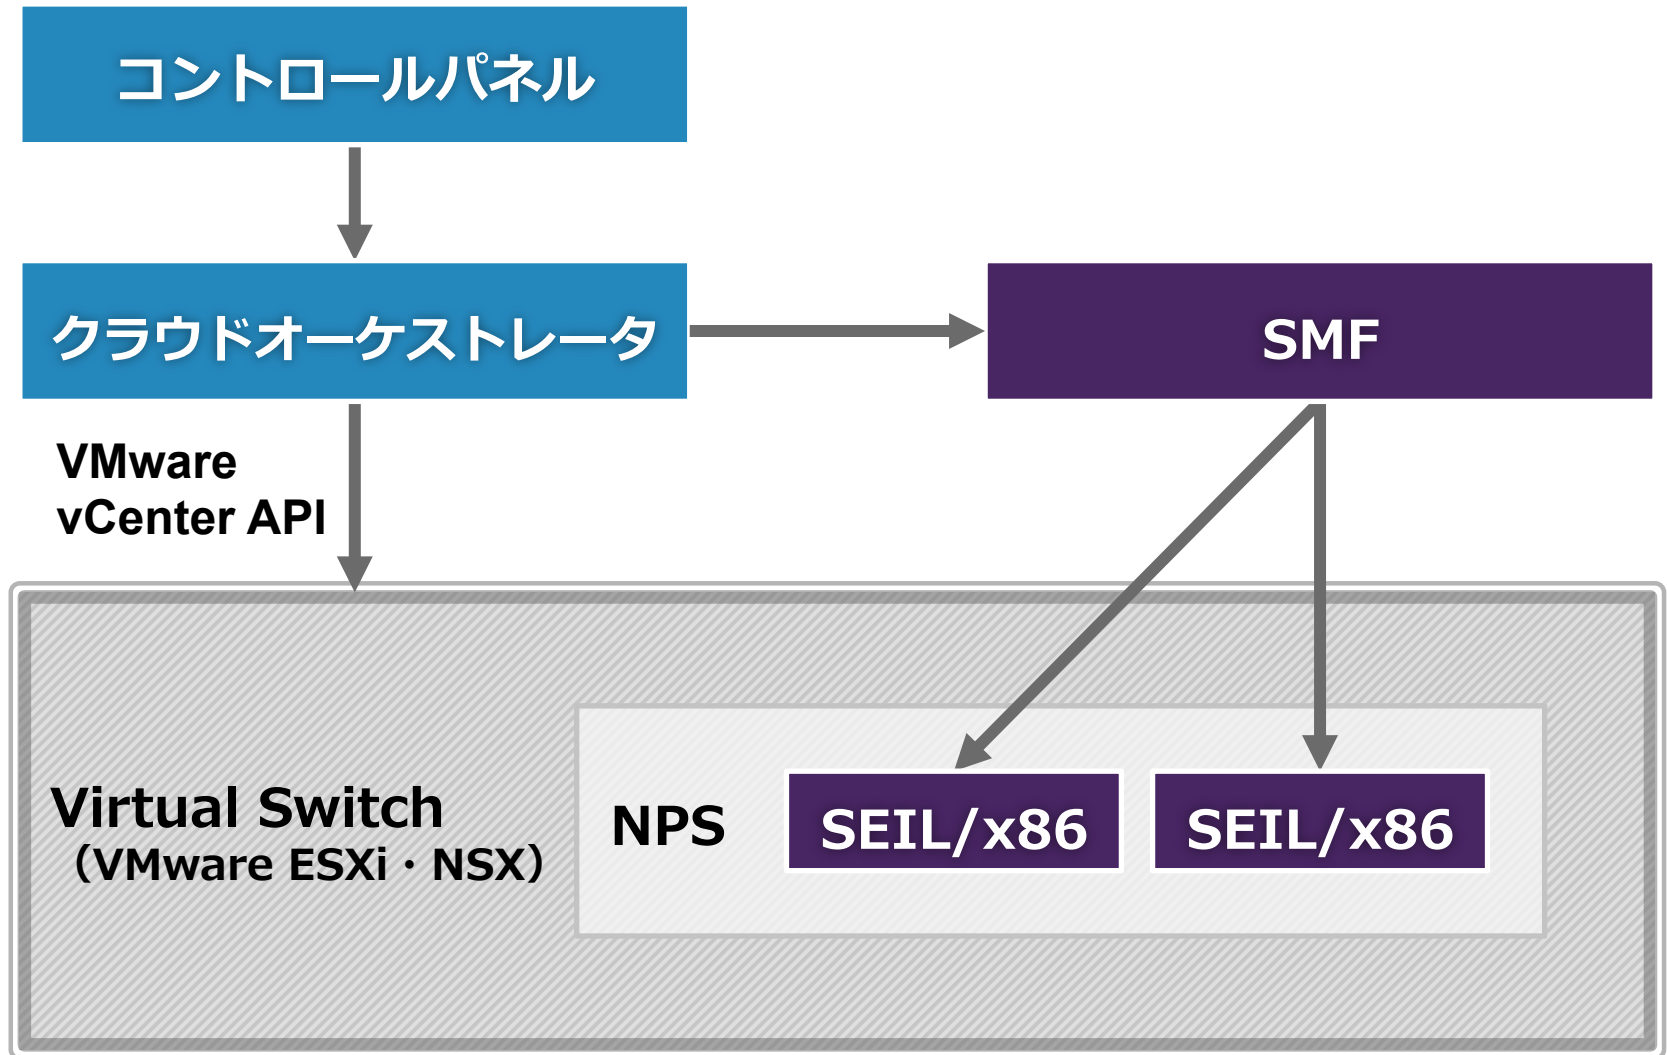 コントロールパネル
クラウドオーケストレータ
SMF
VMware
vCenter API
Virtual Switch
（VMware ESXi・NSX）
NPS
SEIL/x86
SEIL/x86